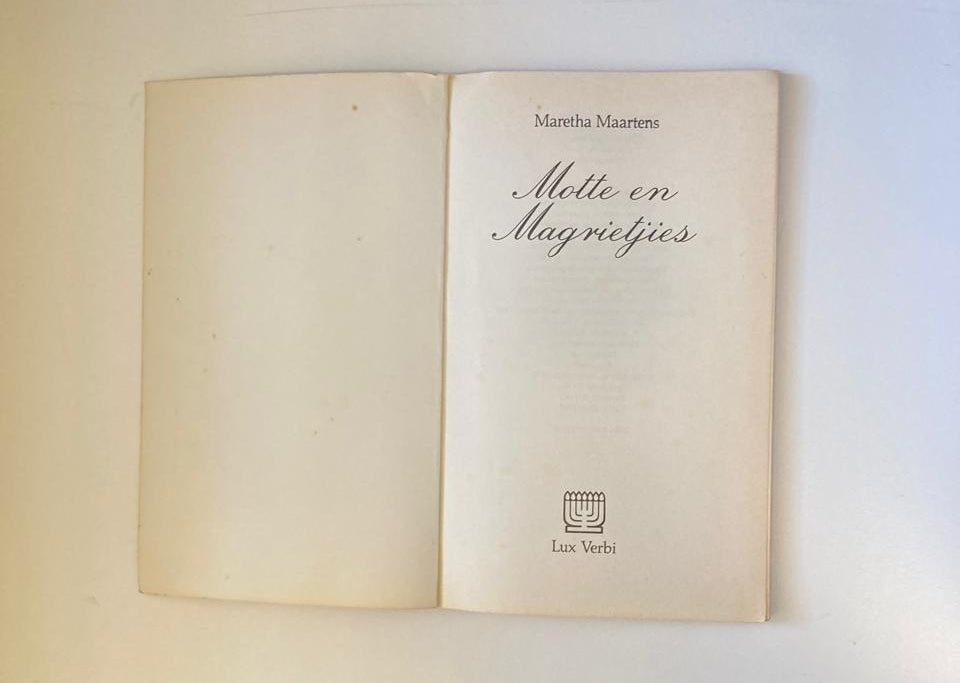 Maretha Maartens
Motte en
Magrietjies
Lux Verbi